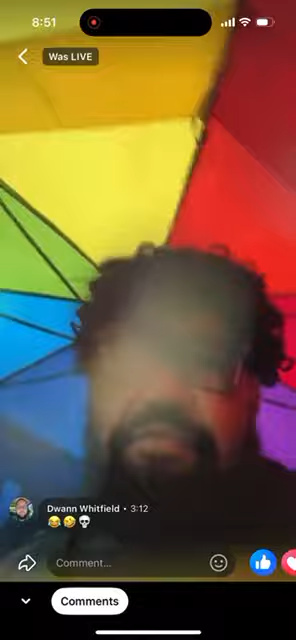 8:51
Was LIVE
Dwann Whitfield • 3:12
😂🤣💀
Comment...
Comments